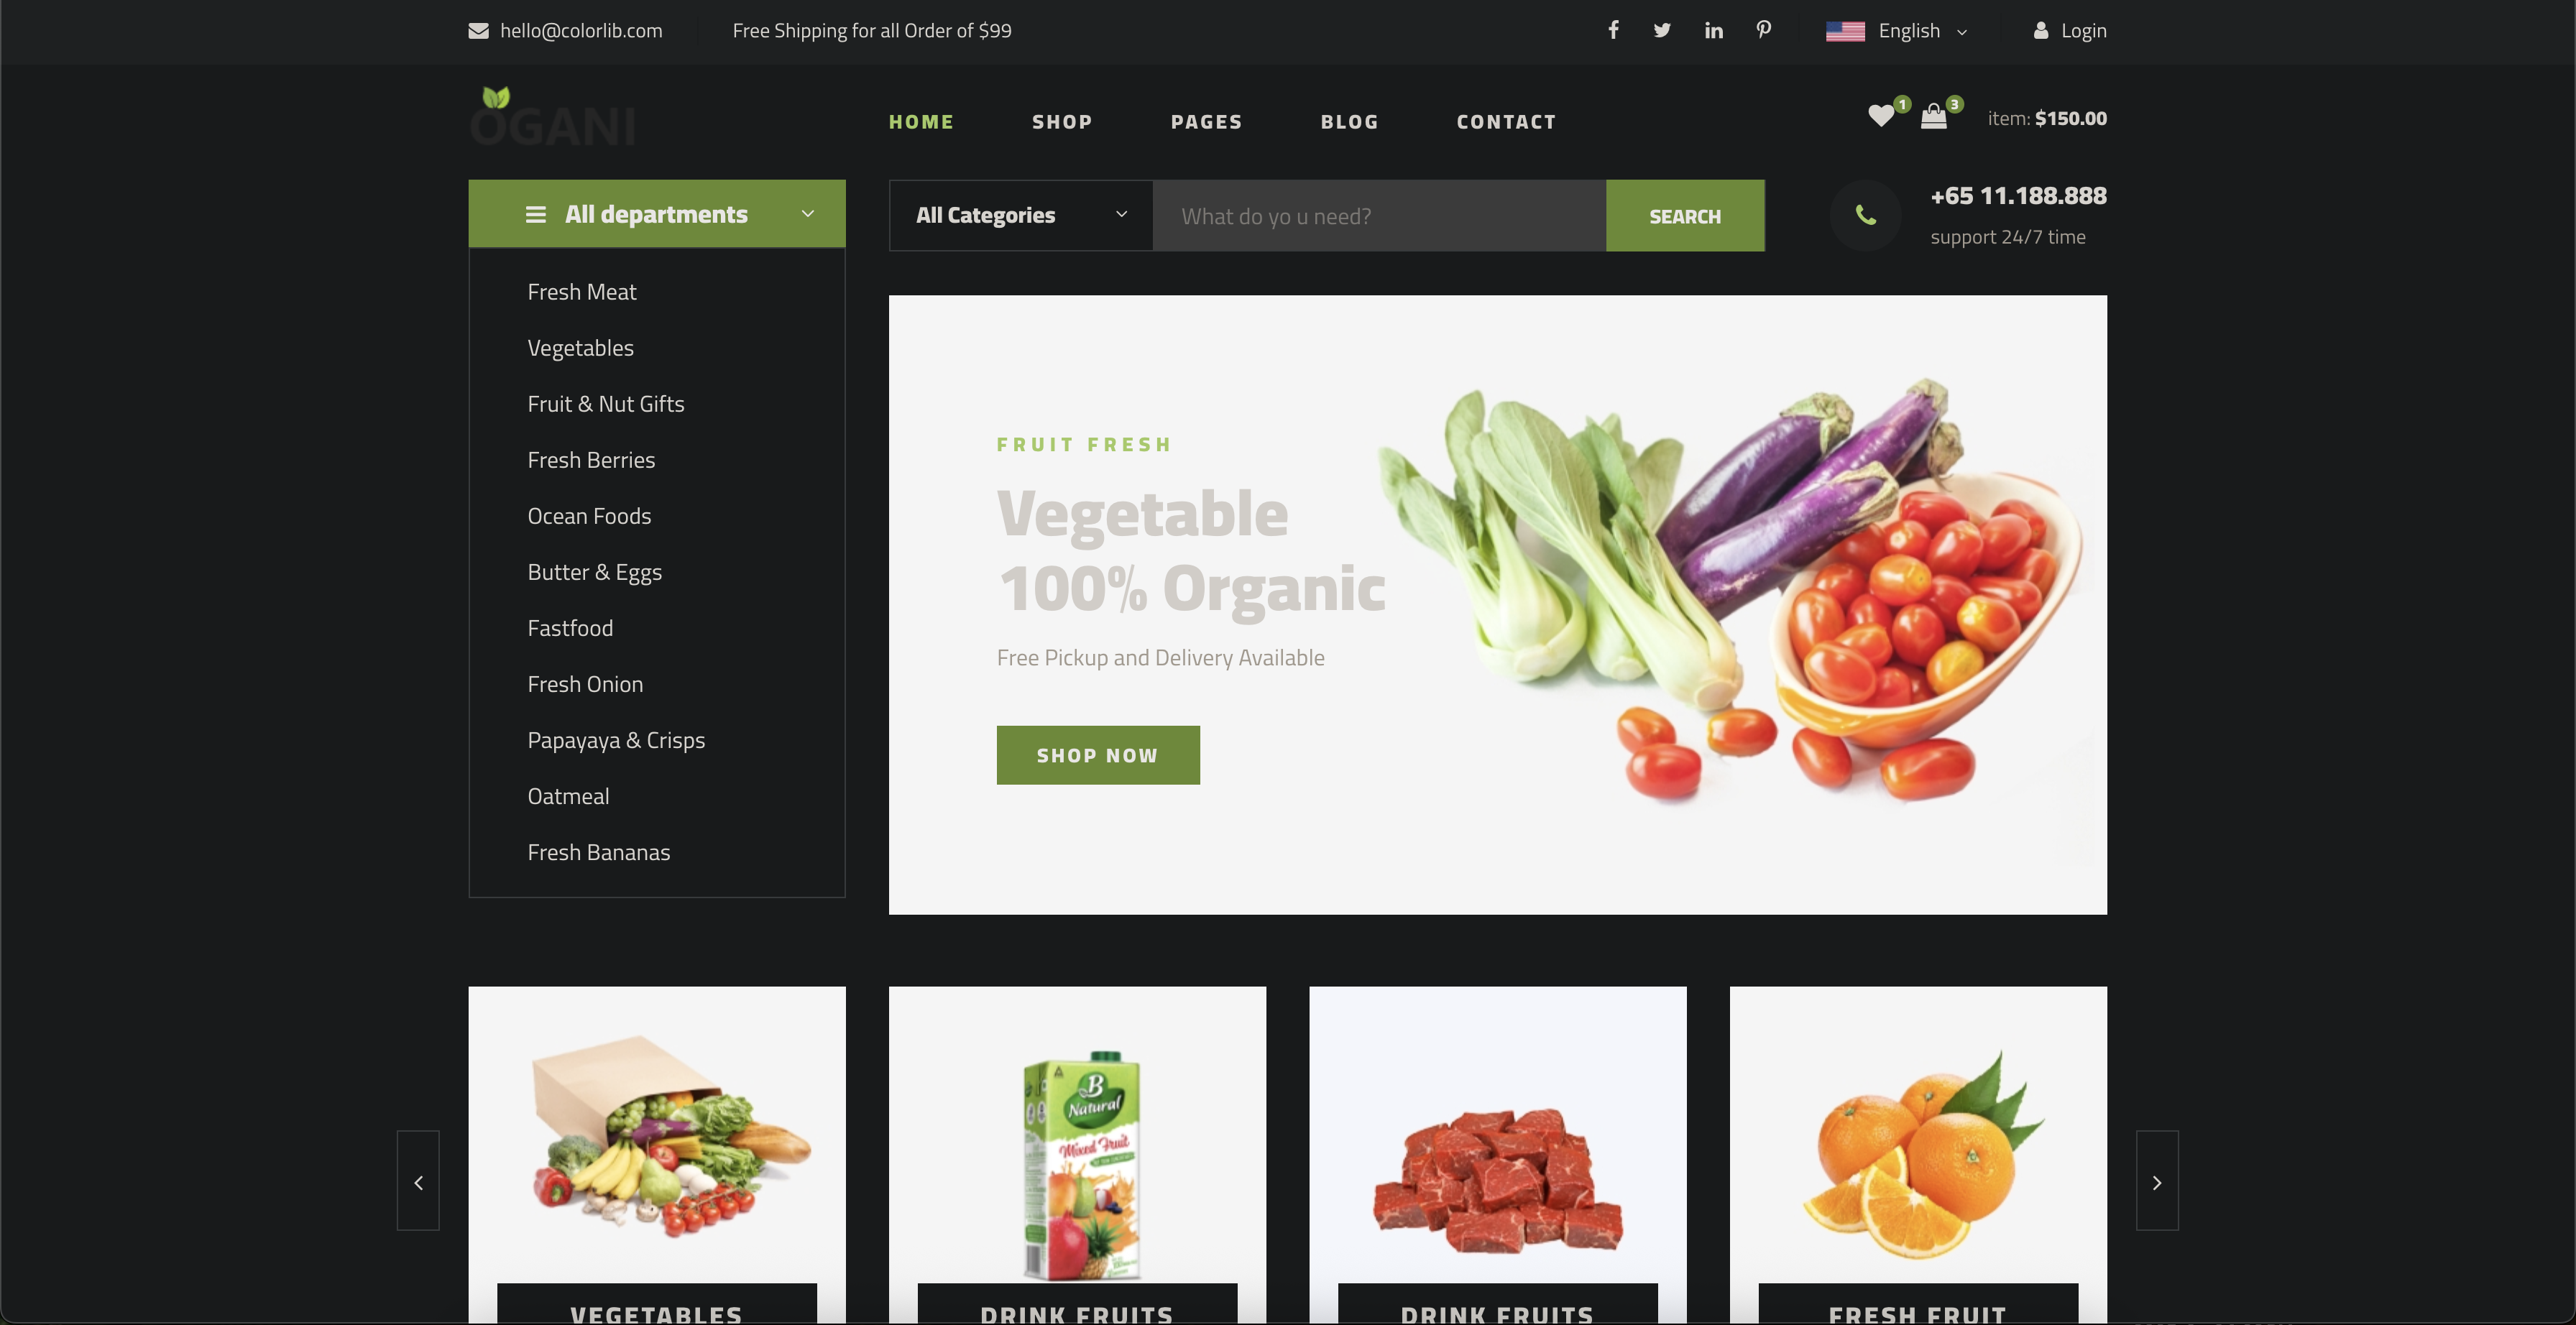 hello@colorlib.com
Free Shipping for all Order of $99
English
Login
OGANI
HOME
SHOP
PAGES
BLOG
CONTACT
1
3
item: $150.00
All departments
All Categories
What do yo u need?
SEARCH
+65 11.188.888
support 24/7 time
Fresh Meat
Vegetables
Fruit & Nut Gifts
Fresh Berries
Ocean Foods
Butter & Eggs
Fastfood
Fresh Onion
Papayaya & Crisps
Oatmeal
Fresh Bananas
FRUIT FRESH
Vegetable
100% Organic
Free Pickup and Delivery Available
SHOP NOW
B
Natural
Mixed Fruit
VEGETABLES
DRINK FRUITS
DRINK FRUITS
FRESH FRUIT